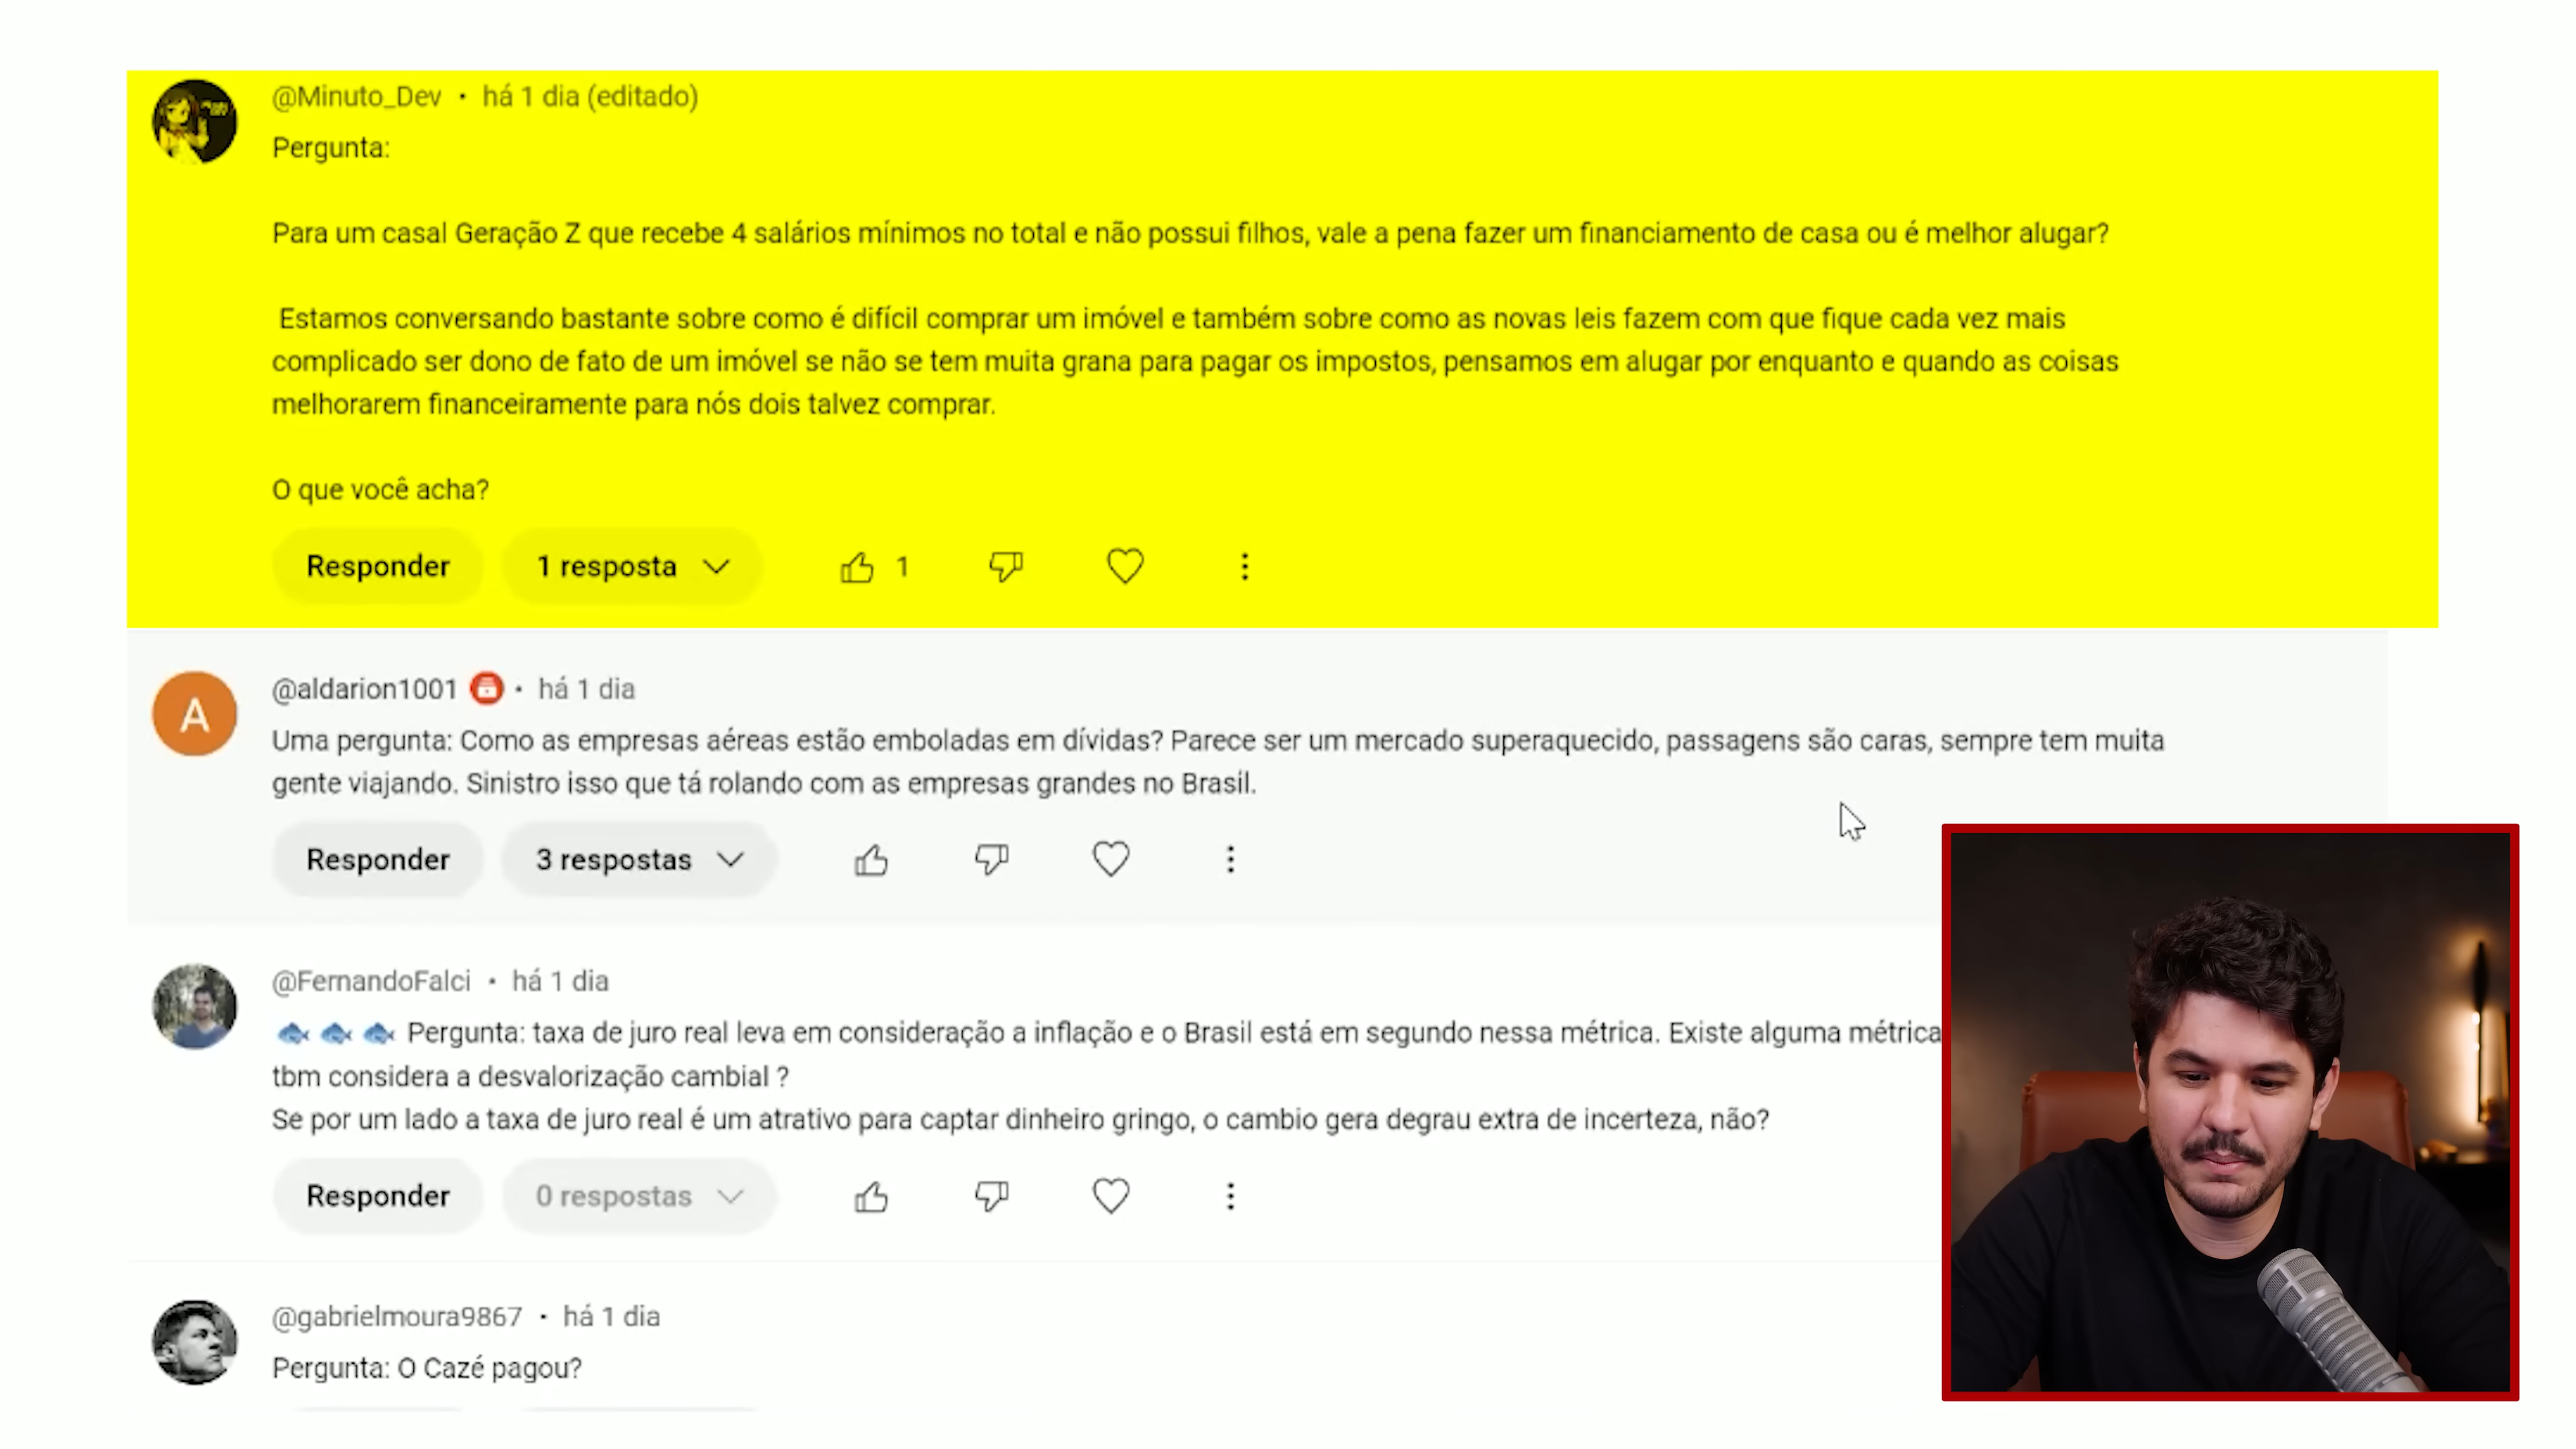 @Minuto_Dev • há 1 dia (editado)
Pergunta:
Para um casal Geração Z que recebe 4 salários mínimos no total e não possui filhos, vale a pena fazer um financiamento de casa ou é melhor alugar?
Estamos conversando bastante sobre como é difícil comprar um imóvel e também sobre como as novas leis fazem com que fique cada vez mais
complicado ser dono de fato de um imóvel se não se tem muita grana para pagar os impostos, pensamos em alugar por enquanto e quando as coisas
melhorarem financeiramente para nós dois talvez comprar.
O que você acha?
Responder 1 resposta 1
A
@aldarion1001 • há 1 dia
Uma pergunta: Como as empresas aéreas estão emboladas em dívidas? Parece ser um mercado superaquecido, passagens são caras, sempre tem muita
gente viajando. Sinistro isso que tá rolando com as empresas grandes no Brasil.
Responder 3 respostas
@FernandoFalci • há 1 dia
🐟 🐟 🐟 Pergunta: taxa de juro real leva em consideração a inflação e o Brasil está em segundo nessa métrica. Existe alguma métrica
tbm considera a desvalorização cambial ?
Se por um lado a taxa de juro real é um atrativo para captar dinheiro gringo, o cambio gera degrau extra de incerteza, não?
Responder 0 respostas
@gabrielmoura9867 • há 1 dia
Pergunta: O Cazé pagou?